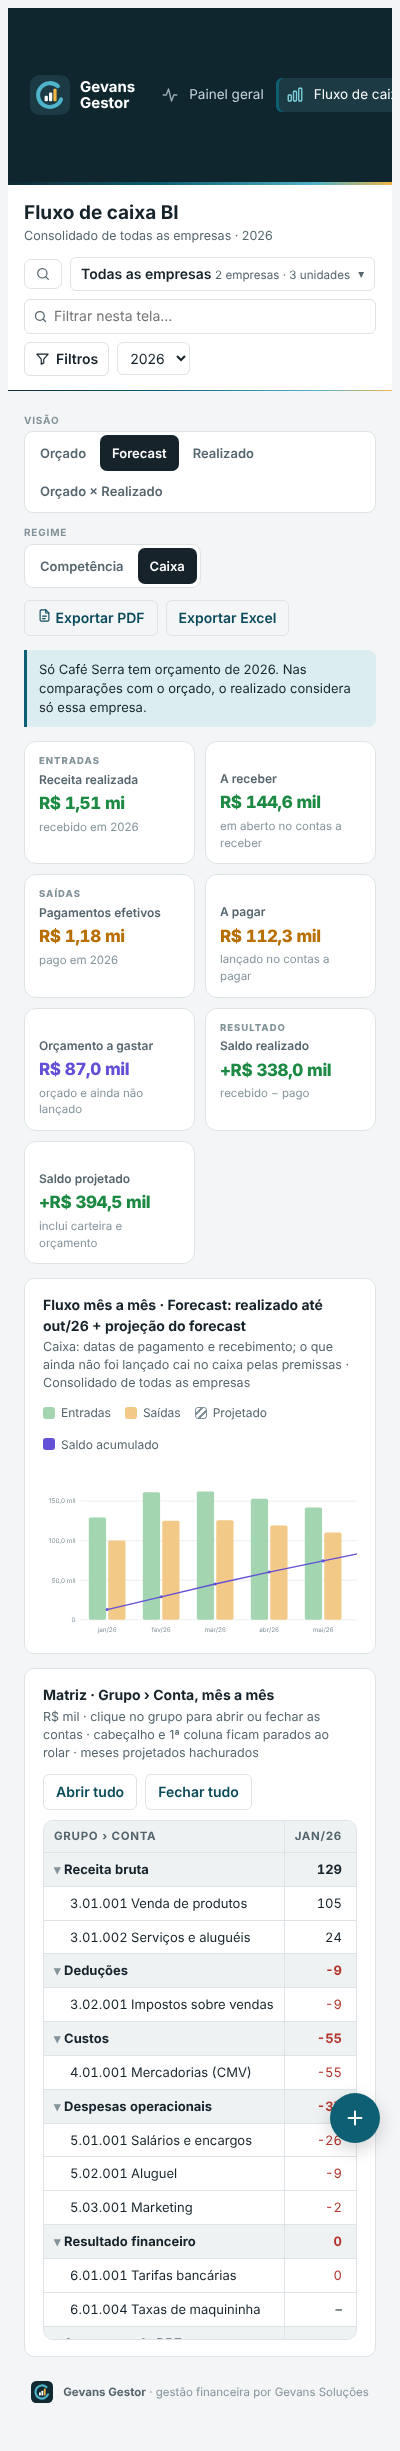 Gevans
Gestor
Painel geral
Fluxo de cai
Fluxo de caixa BI
Consolidado de todas as empresas · 2026
Todas as empresas 2 empresas · 3 unidades ▾
Filtrar nesta tela...
Filtros
2026
VISÃO
Orçado
Forecast
Realizado
Orçado × Realizado
REGIME
Competência
Caixa
Exportar PDF
Exportar Excel
Só Café Serra tem orçamento de 2026. Nas
comparações com o orçado, o realizado considera
só essa empresa.
ENTRADAS
Receita realizada
R$ 1,51 mi
recebido em 2026
A receber
R$ 144,6 mil
em aberto no contas a
receber
SAÍDAS
Pagamentos efetivos
R$ 1,18 mi
pago em 2026
A pagar
R$ 112,3 mil
lançado no contas a
pagar
Orçamento a gastar
R$ 87,0 mil
orçado e ainda não
lançado
RESULTADO
Saldo realizado
+R$ 338,0 mil
recebido − pago
Saldo projetado
+R$ 394,5 mil
inclui carteira e
orçamento
Fluxo mês a mês · Forecast: realizado até
out/26 + projeção do forecast
Caixa: datas de pagamento e recebimento; o que
ainda não foi lançado cai no caixa pelas premissas ·
Consolidado de todas as empresas
Entradas
Saídas
Projetado
Saldo acumulado
150,0 mil
100,0 mil
50,0 mil
0
jan/26
fev/26
mar/26
abr/26
mai/26
Matriz · Grupo › Conta, mês a mês
R$ mil · clique no grupo para abrir ou fechar as
contas · cabeçalho e 1ª coluna ficam parados ao
rolar · meses projetados hachurados
Abrir tudo
Fechar tudo
GRUPO › CONTA JAN/26
▾ Receita bruta 129
3.01.001 Venda de produtos 105
3.01.002 Serviços e aluguéis 24
▾ Deduções -9
3.02.001 Impostos sobre vendas -9
▾ Custos -55
4.01.001 Mercadorias (CMV) -55
▾ Despesas operacionais
5.01.001 Salários e encargos -26
5.02.001 Aluguel -9
5.03.001 Marketing -2
▾ Resultado financeiro 0
6.01.001 Tarifas bancárias 0
6.01.004 Taxas de maquininha –
Gevans Gestor · gestão financeira por Gevans Soluções